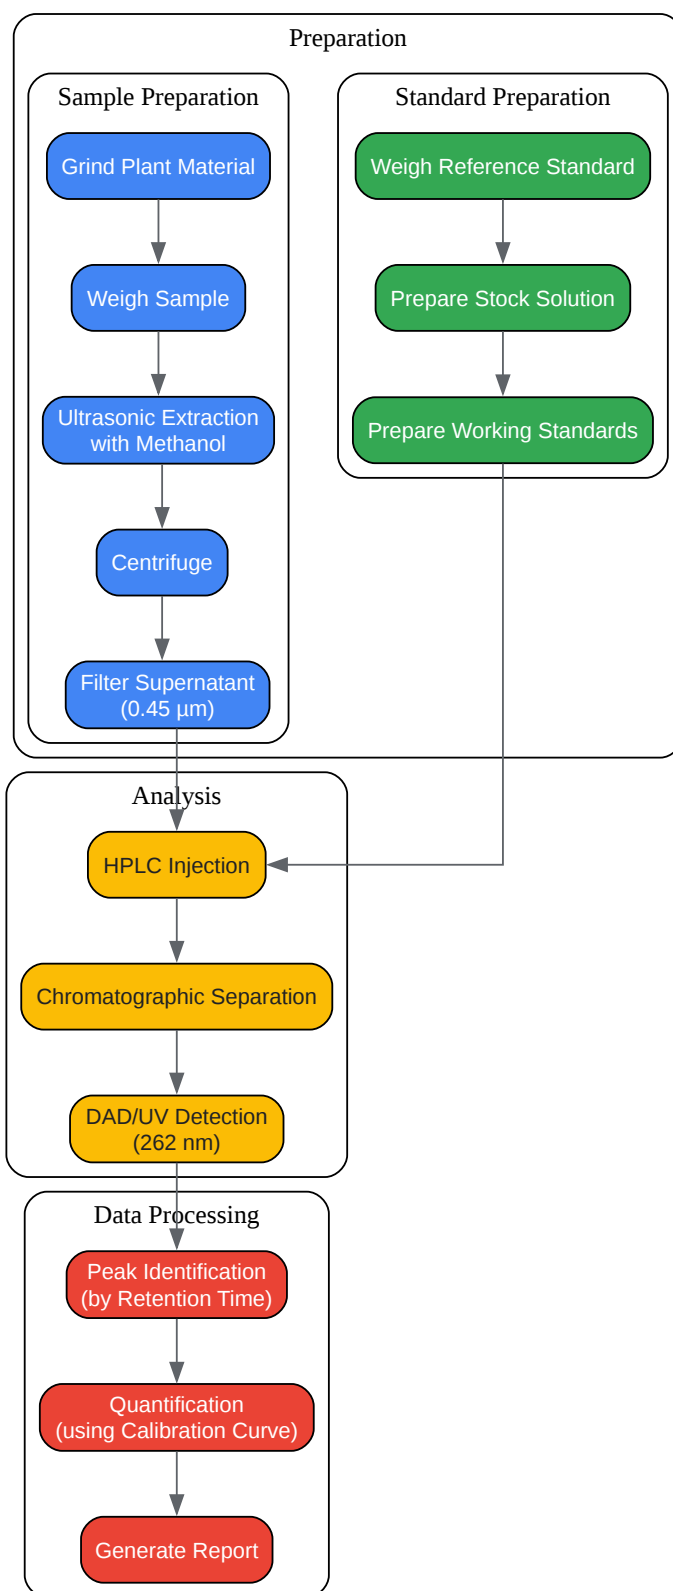 Preparation
Sample Preparation
Grind Plant Material
Weigh Sample
Ultrasonic Extraction
with Methanol
Centrifuge
Filter Supernatant
(0.45 µm)
Standard Preparation
Weigh Reference Standard
Prepare Stock Solution
Prepare Working Standards
Analysis
HPLC Injection
Chromatographic Separation
DAD/UV Detection
(262 nm)
Data Processing
Peak Identification
(by Retention Time)
Quantification
(using Calibration Curve)
Generate Report